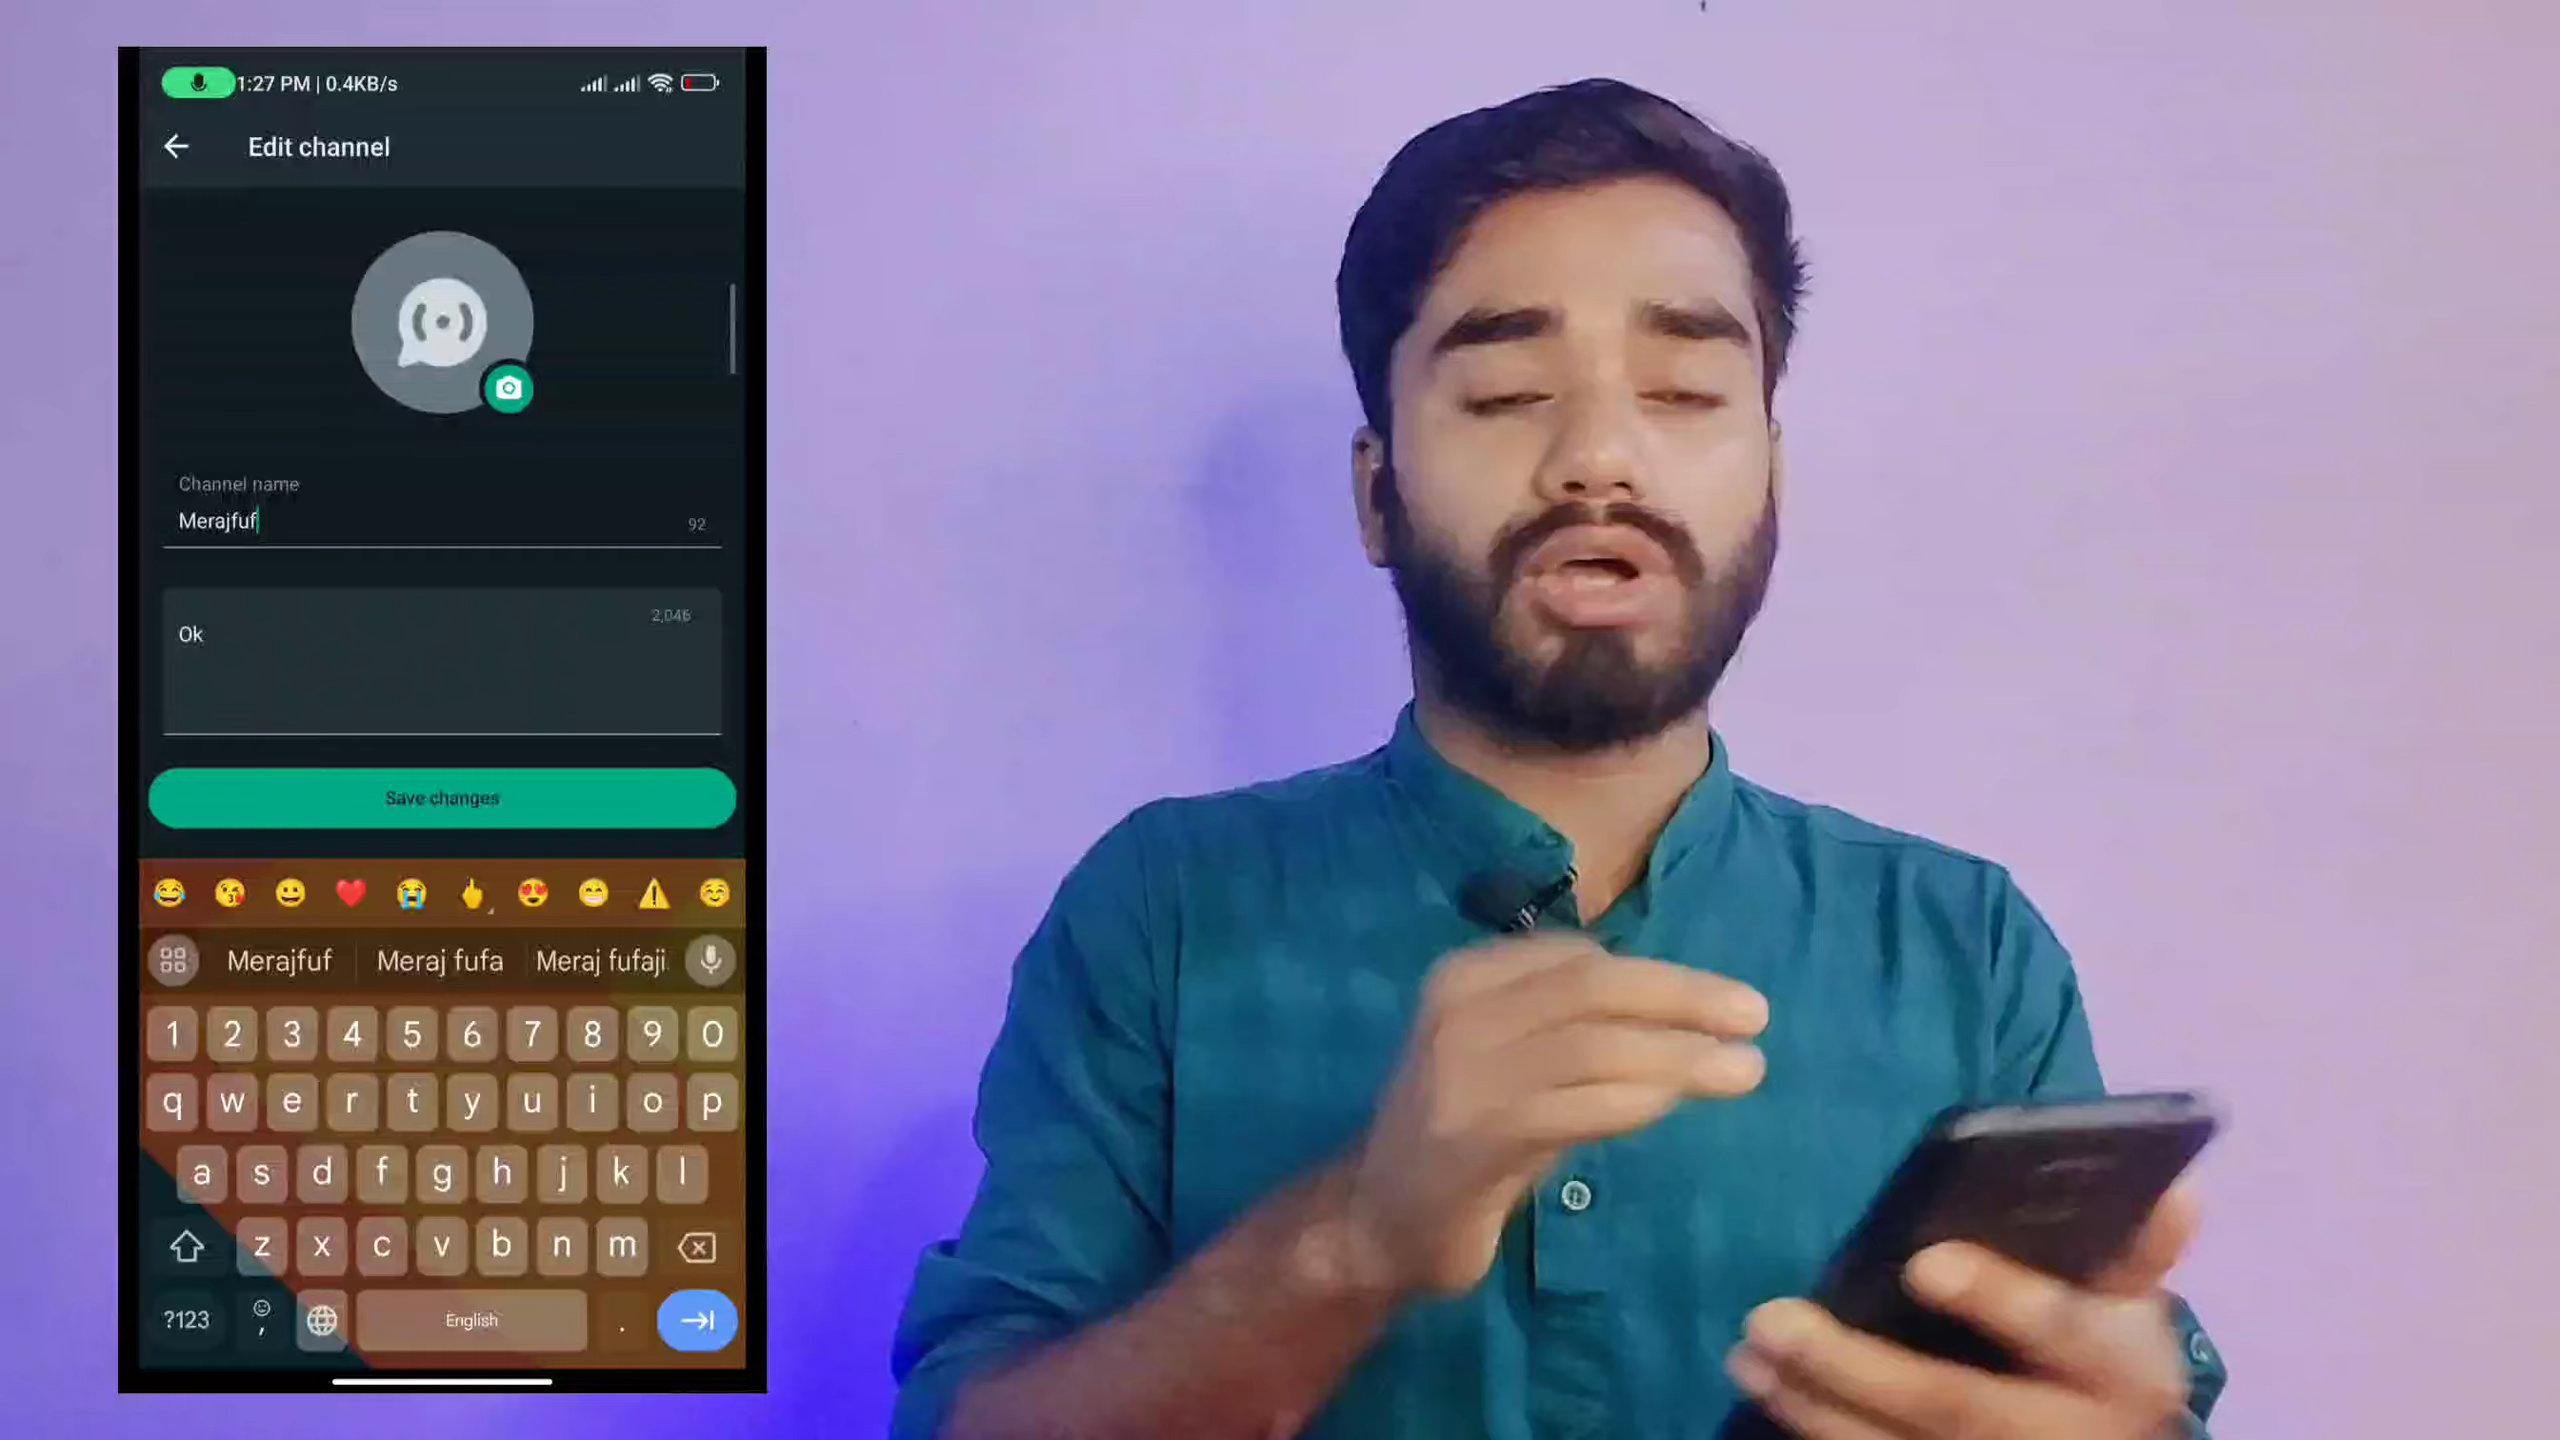 1:27 PM | 0.4KB/s
Edit channel
Channel name
Merajfuf
92
2,046
Ok
Save changes
Merajfuf Meraj fufa Meraj fufaji
1 2 3 4 5 6 7 8 9 0
q w e r t y u i o p
a s d f g h j k l
z x c v b n m
?123 , English .